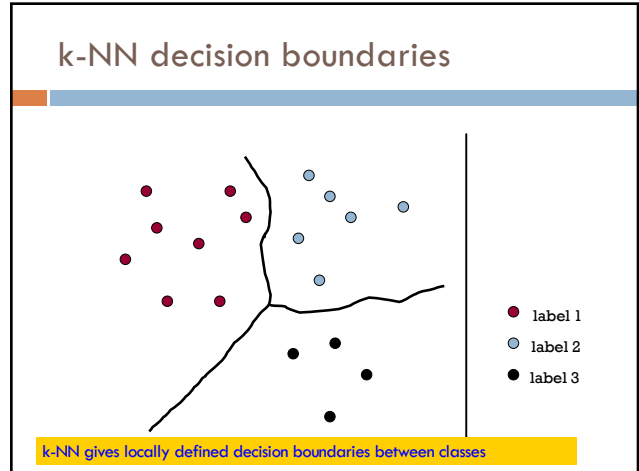 k-NN decision boundaries
label 1
label 2
label 3
k-NN gives locally defined decision boundaries between classes